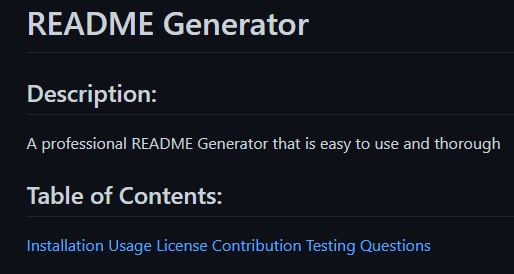 README Generator
Description:
A professional README Generator that is easy to use and thorough
Table of Contents:
Installation Usage License Contribution Testing Questions